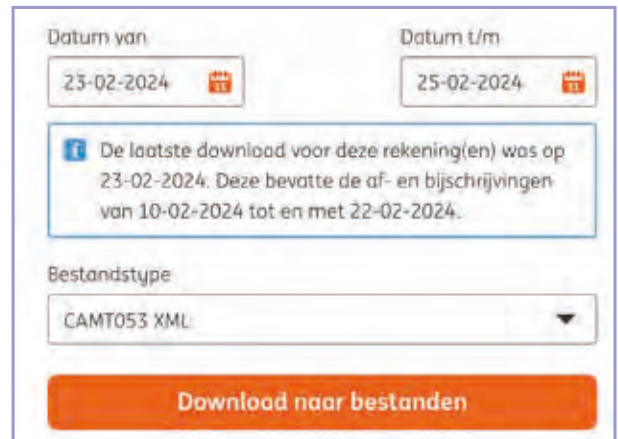 Datum van
Datum t/m
23-02-2024
25-02-2024
De laatste download voor deze rekening(en) was op
23-02-2024. Deze bevatte de af- en bijschrijvingen
van 10-02-2024 tot en met 22-02-2024.
Bestandstype
CAMT053 XML
Download naar bestanden